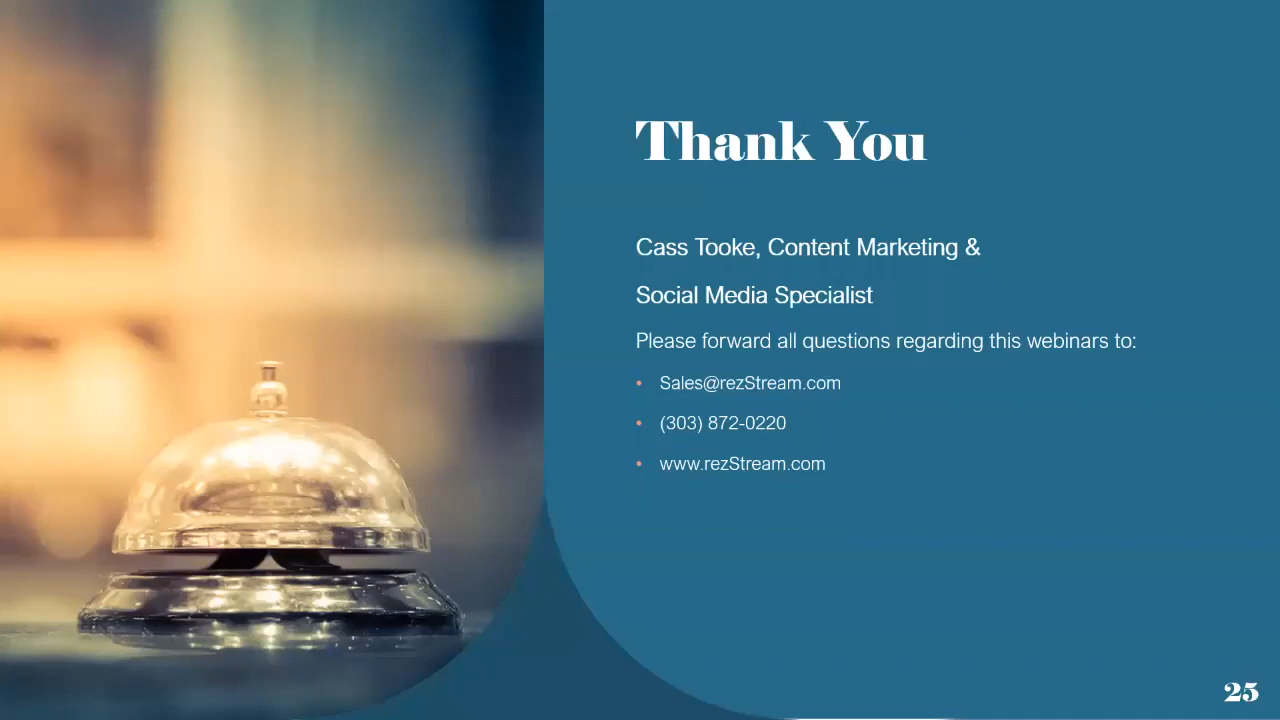 Thank You
Cass Tooke, Content Marketing &
Social Media Specialist
Please forward all questions regarding this webinars to:
• Sales@rezStream.com
• (303) 872-0220
• www.rezStream.com
25